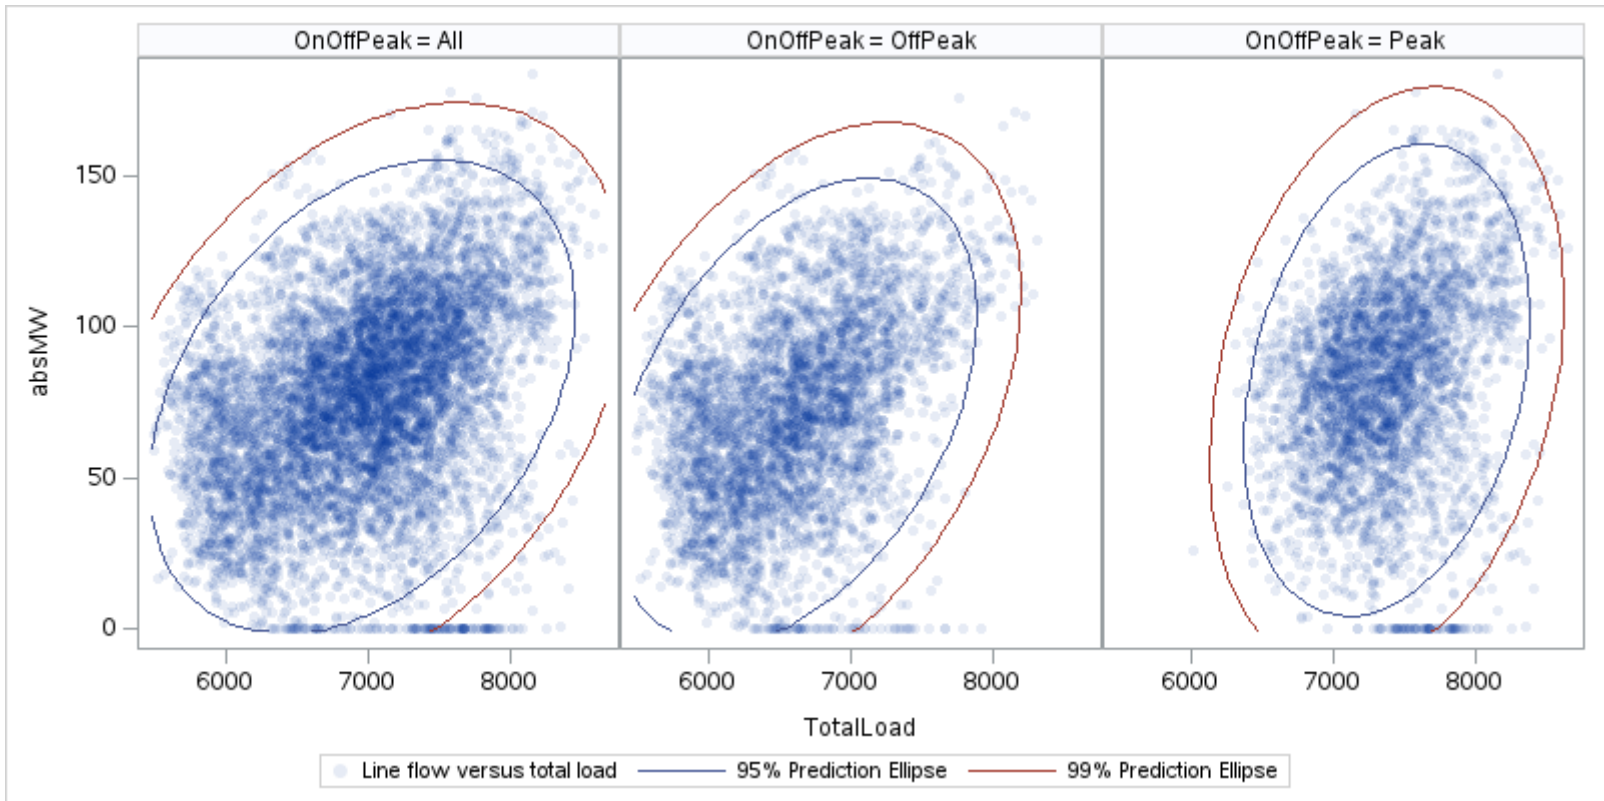 OnOffPeak = All
OnOffPeak = OffPeak
OnOffPeak = Peak
absMW
150
100
50
0
6000 7000 8000
6000 7000 8000
6000 7000 8000
TotalLoad
Line flow versus total load
95% Prediction Ellipse
99% Prediction Ellipse